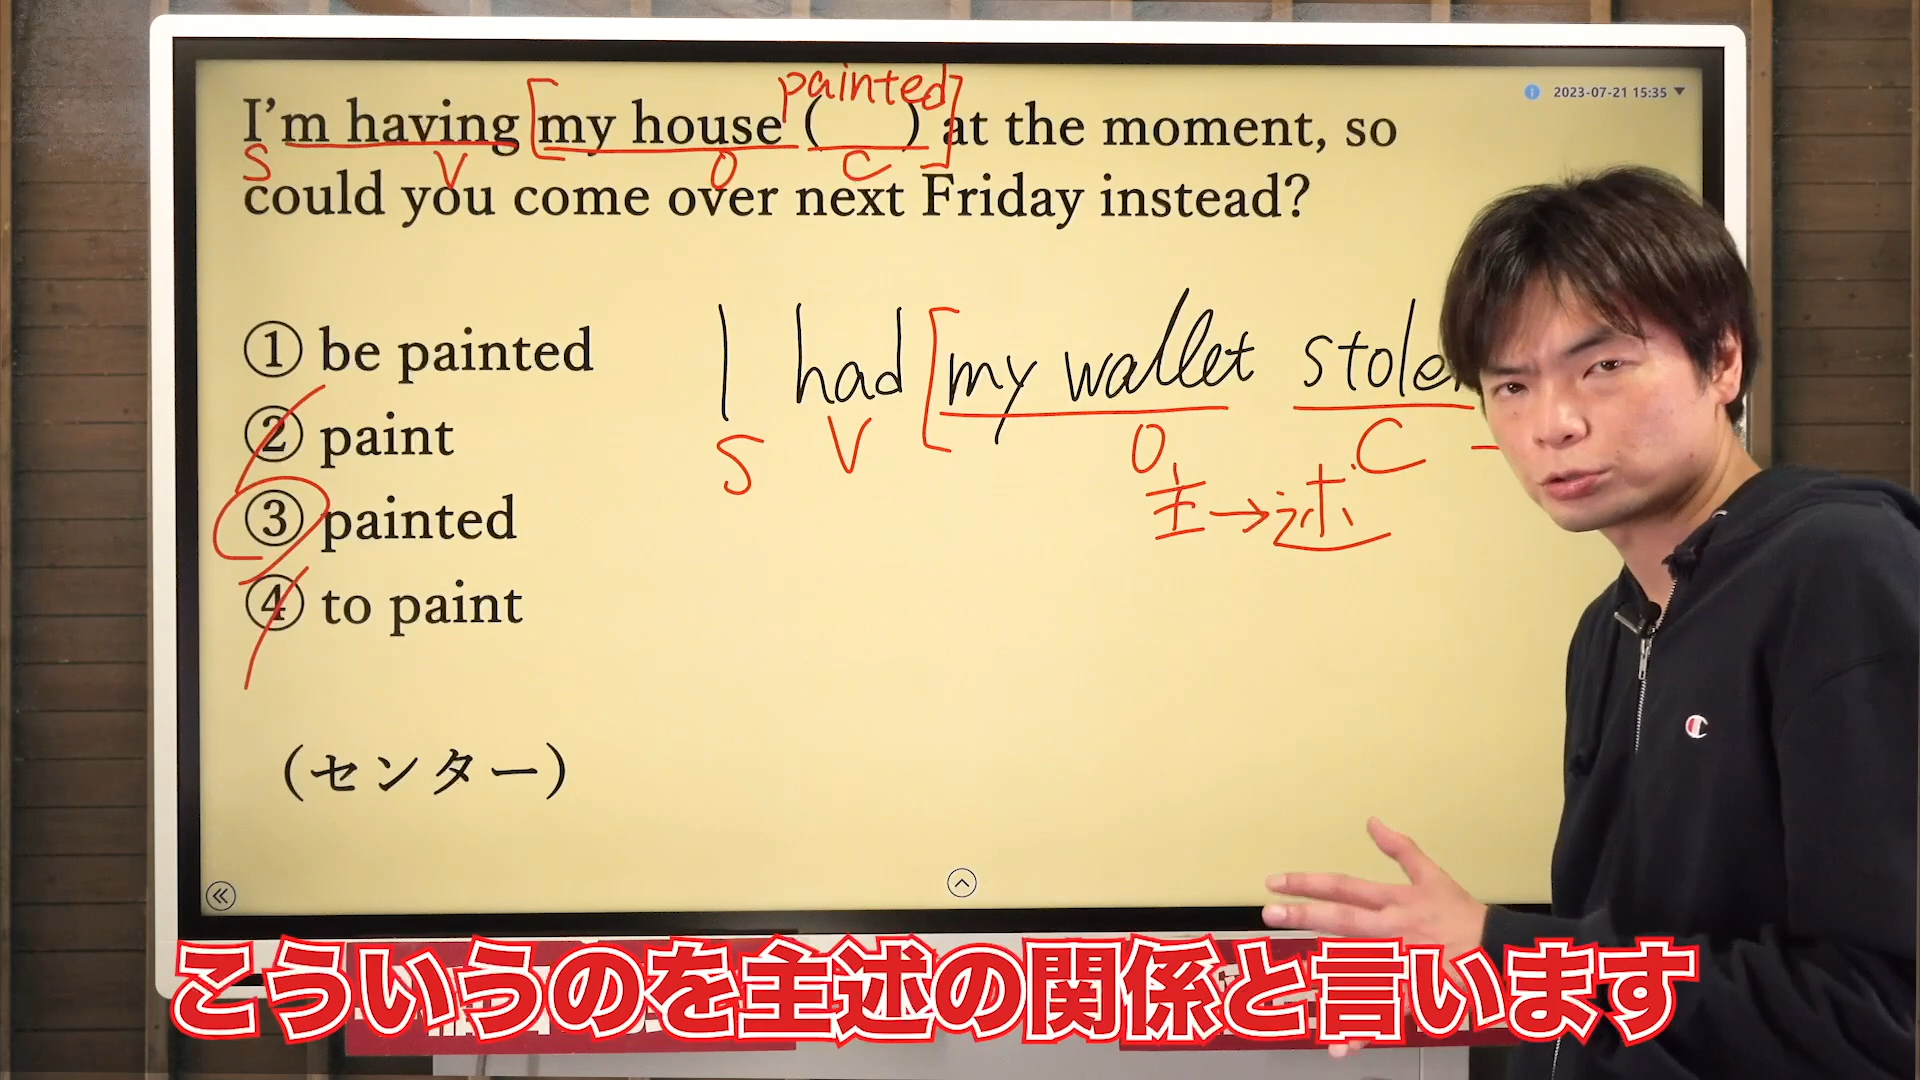 painted
2023-07-21 15:35
I'm having [my house ( )] at the moment, so
S V O C
could you come over next Friday instead?
① be painted
② paint
③ painted
④ to paint
I had [my wallet
S V O C
主→述
(センター)
こういうのを主述の関係と言います